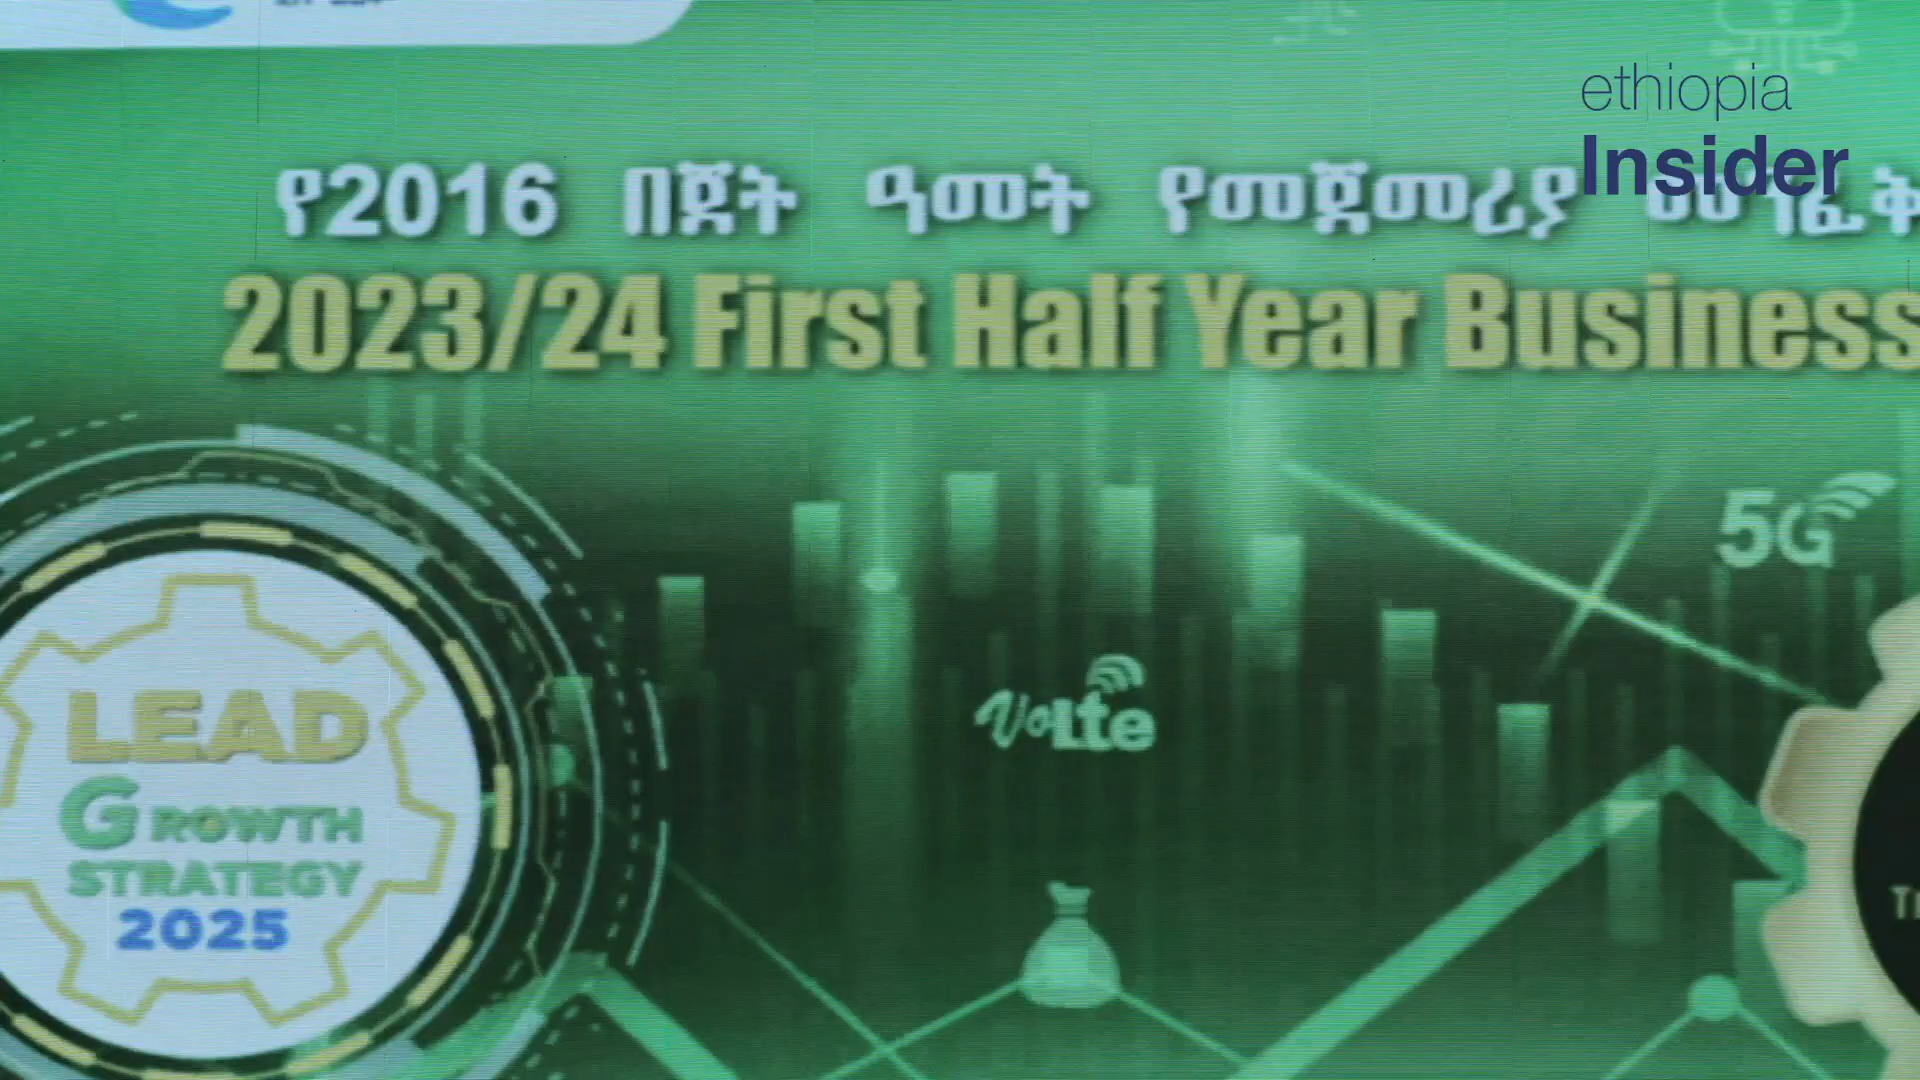 ethiopia
Insider
የ2016 በጀት ዓመት የመጀመሪያ
2023/24 First Half Year Business
5G
VoLte
LEAD
GROWTH
STRATEGY
2025